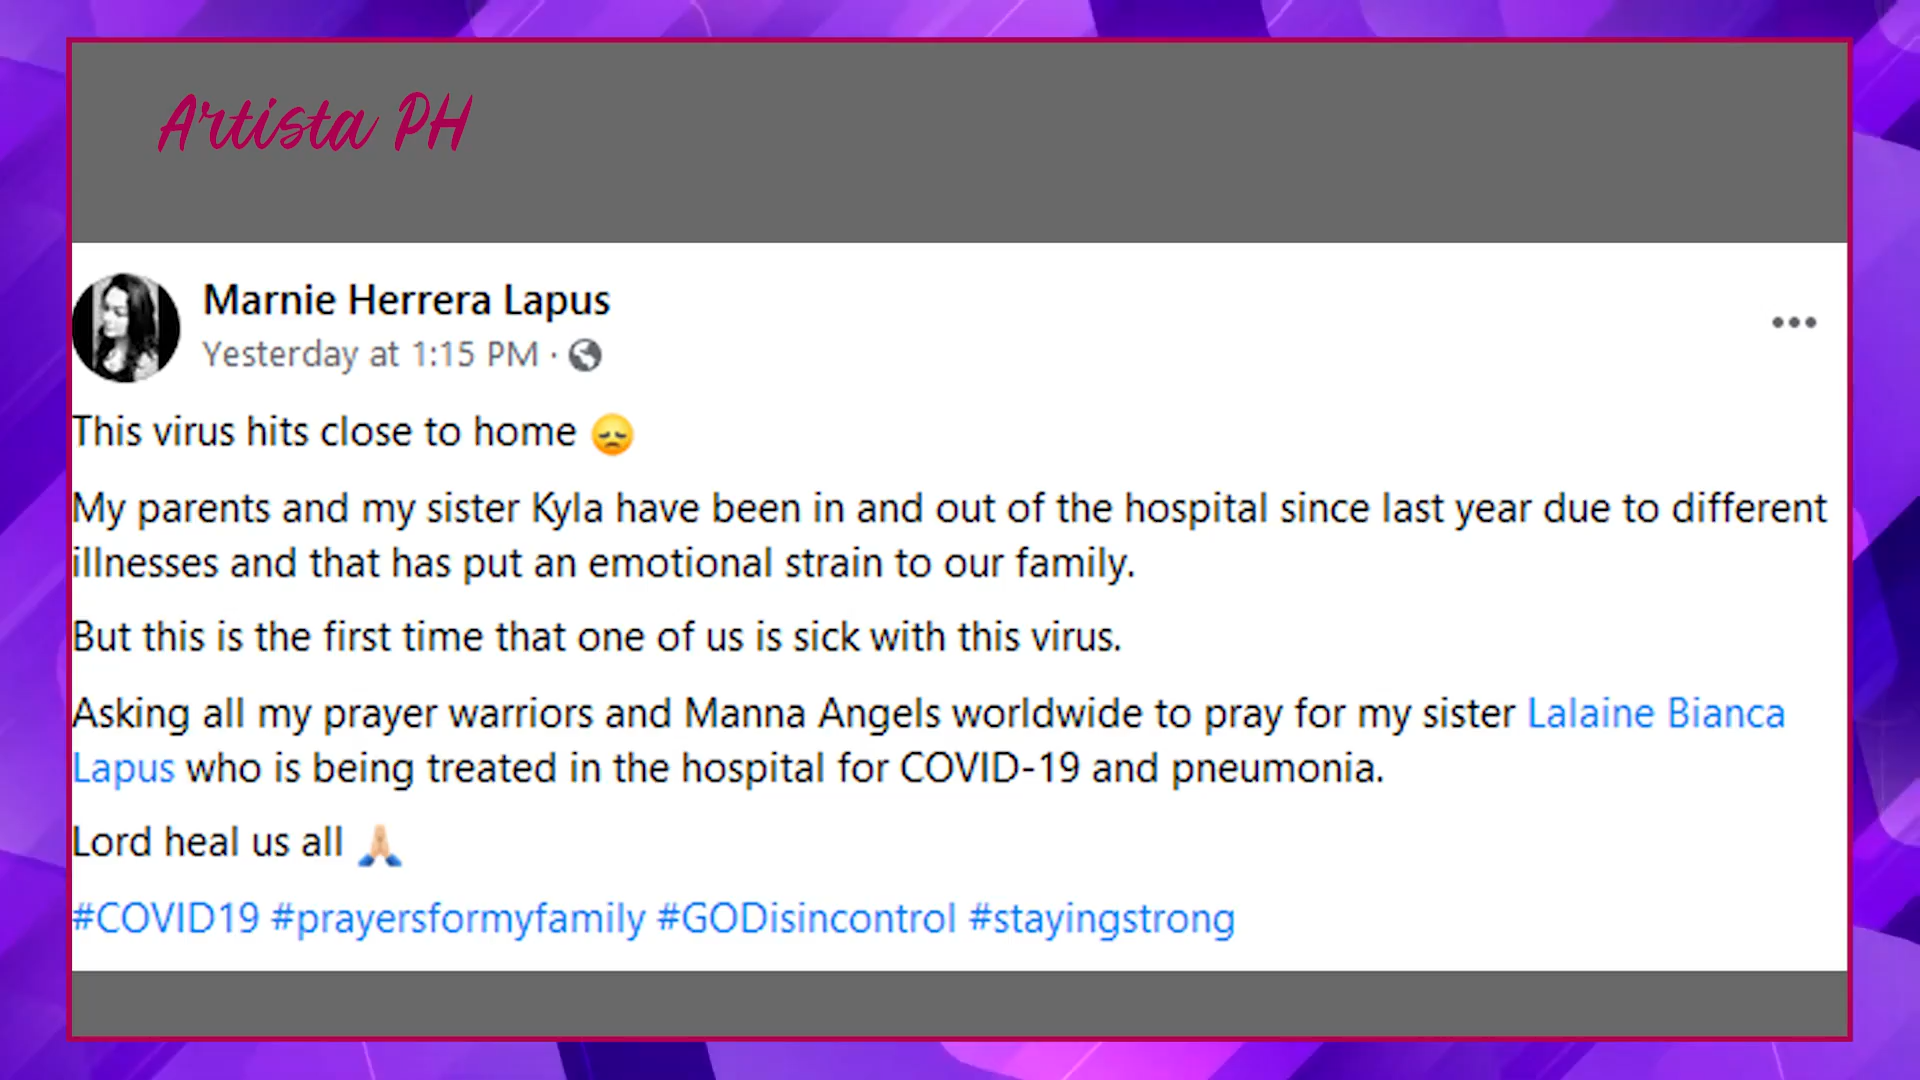 Artista PH
Marnie Herrera Lapus
Yesterday at 1:15 PM ·
This virus hits close to home 😞
My parents and my sister Kyla have been in and out of the hospital since last year due to different
illnesses and that has put an emotional strain to our family.
But this is the first time that one of us is sick with this virus.
Asking all my prayer warriors and Manna Angels worldwide to pray for my sister Lalaine Bianca
Lapus who is being treated in the hospital for COVID-19 and pneumonia.
Lord heal us all 🙏🏼
#COVID19 #prayersformyfamily #GODisincontrol #stayingstrong